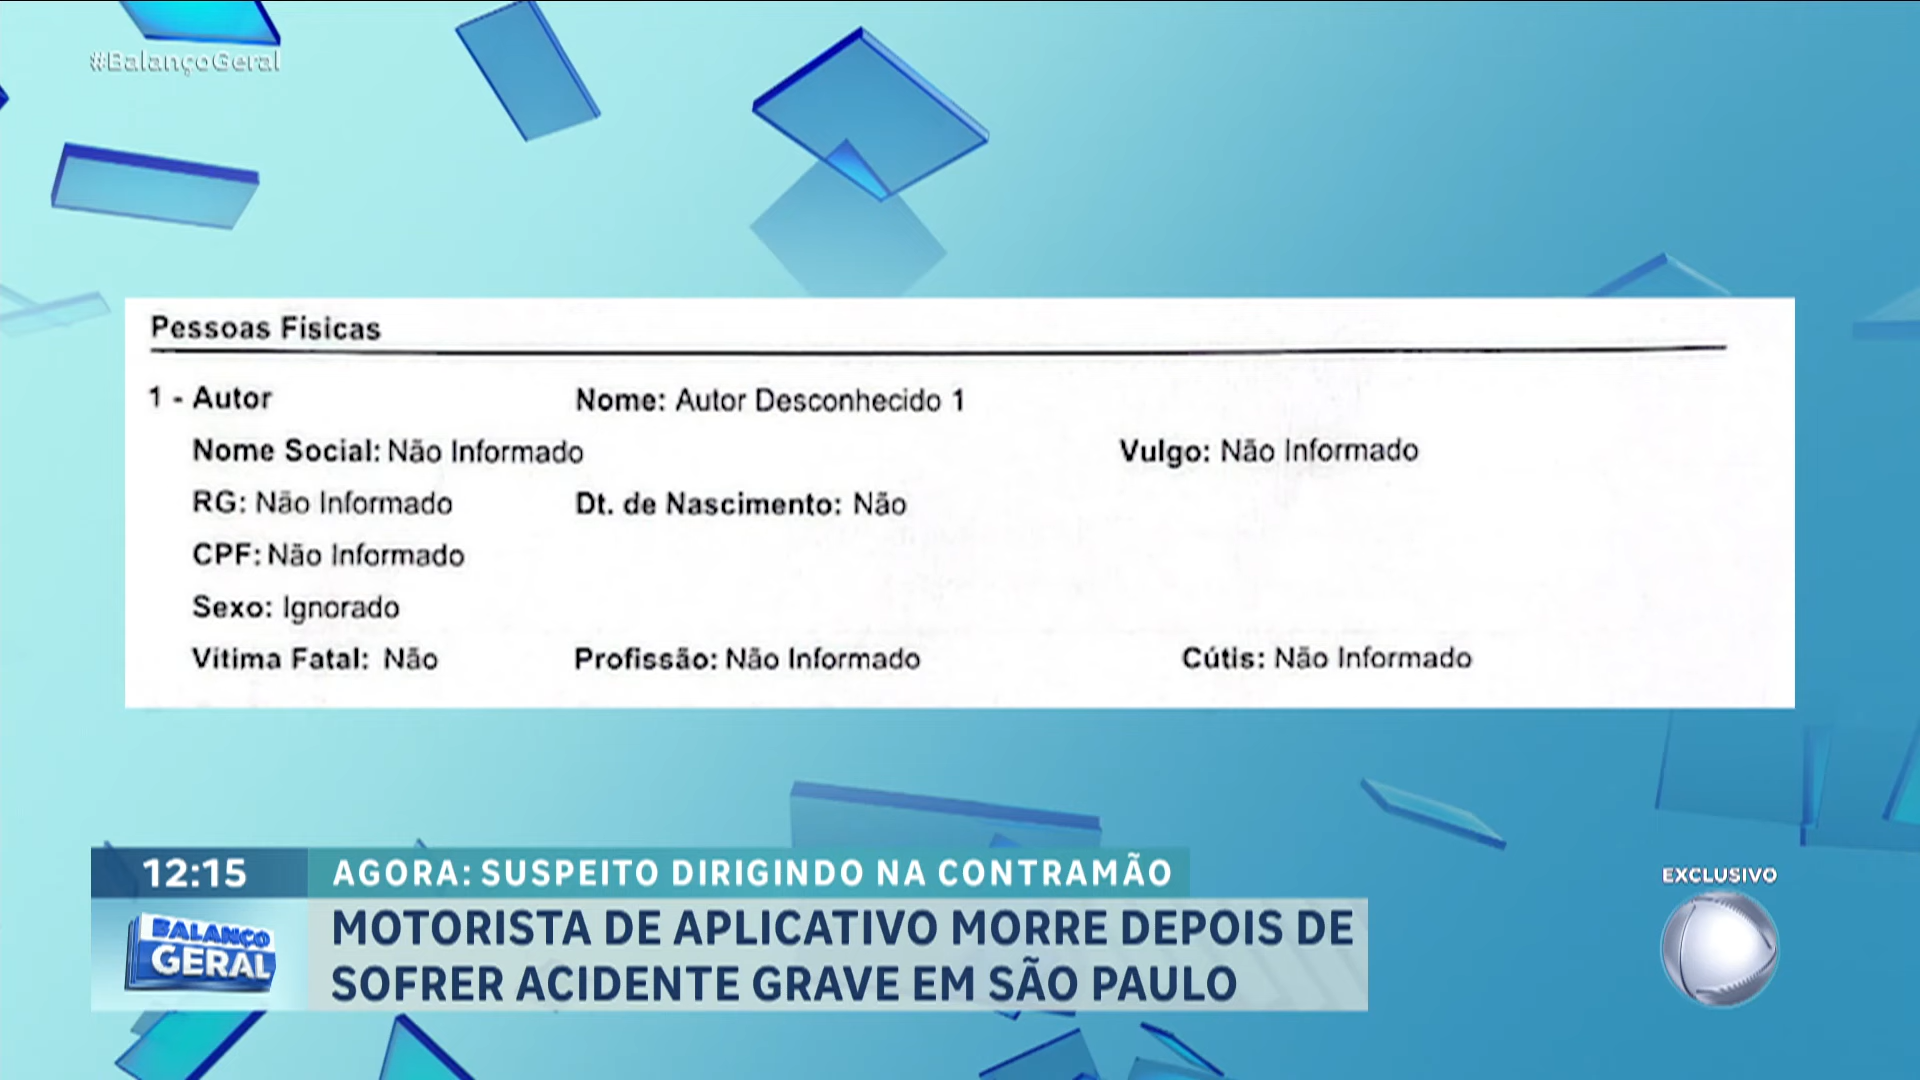 #BalançoGeral
Pessoas Físicas
1 - Autor Nome: Autor Desconhecido 1
Nome Social: Não Informado Vulgo: Não Informado
RG: Não Informado Dt. de Nascimento: Não
CPF: Não Informado
Sexo: Ignorado
Vítima Fatal: Não Profissão: Não Informado Cútis: Não Informado
12:15 AGORA: SUSPEITO DIRIGINDO NA CONTRAMÃO
EXCLUSIVO
BALANÇO
GERAL
MOTORISTA DE APLICATIVO MORRE DEPOIS DE
SOFRER ACIDENTE GRAVE EM SÃO PAULO